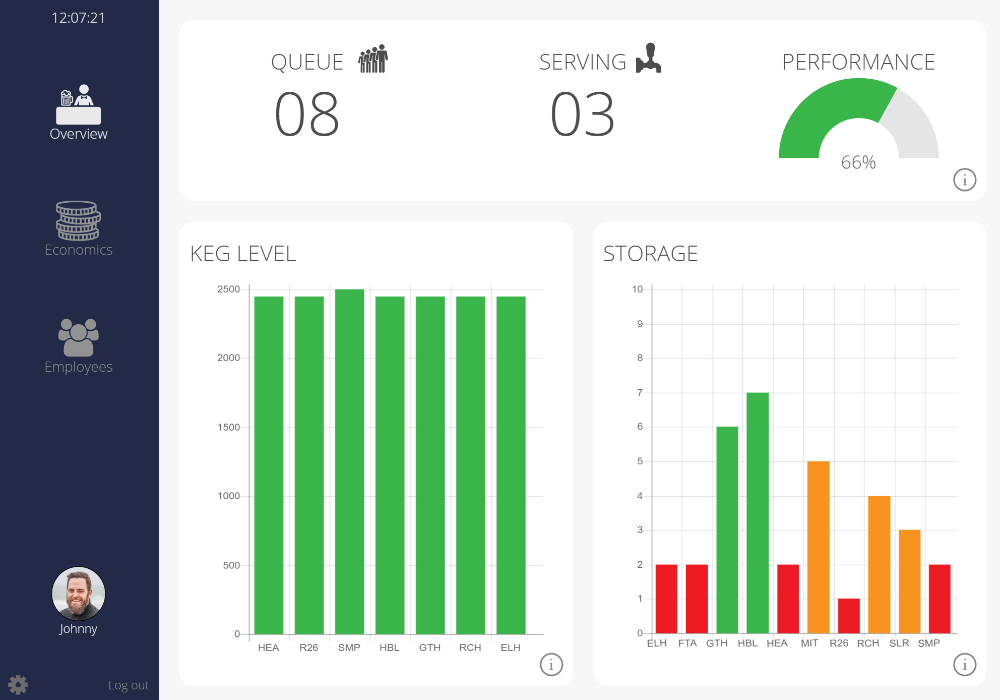 12:07:21
Overview
Economics
Employees
Johnny
Log out
QUEUE
08
SERVING
03
PERFORMANCE
66%
i
KEG LEVEL
2500
2000
1500
1000
500
0
HEA R26 SMP HBL GTH RCH ELH
i
STORAGE
10
9
8
7
6
5
4
3
2
1
0
ELH FTA GTH HBL HEA MIT R26 RCH SLR SMP
i